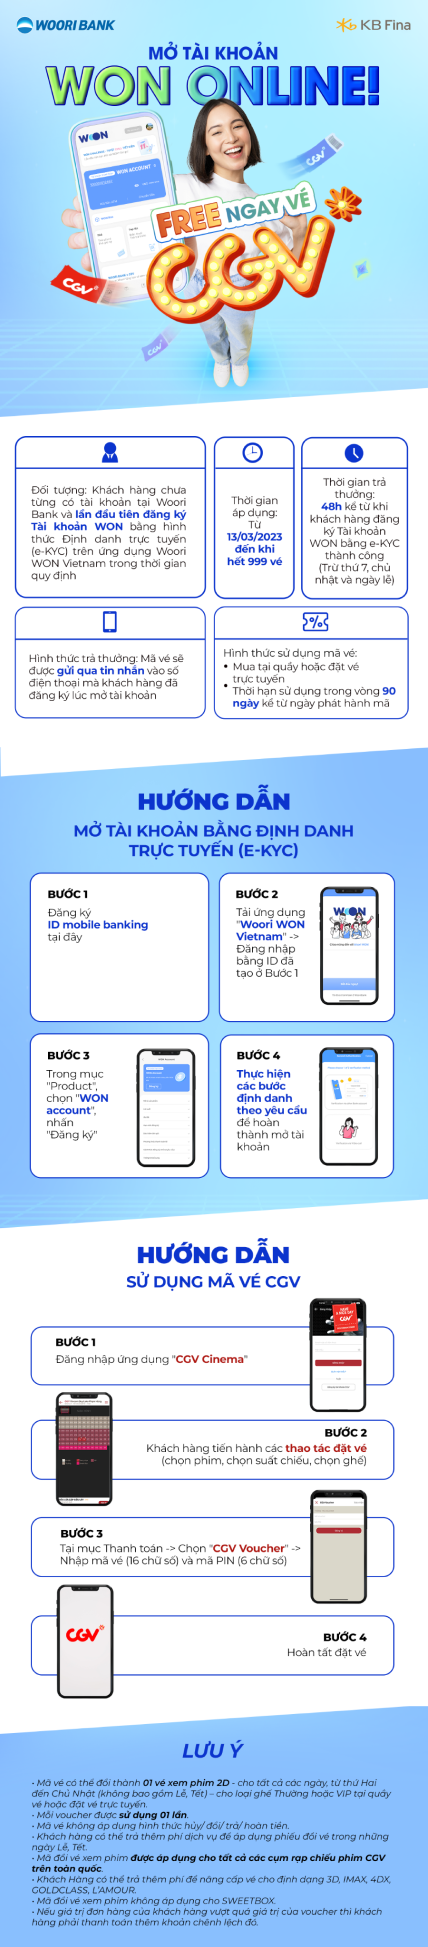 WOORI BANK
KB Fina
MỞ TÀI KHOẢN
WON ONLINE!
WON
WON ACCOUNT
FREE NGAY VÉ
CGV
CGV
CGV
CGV
Đối tượng: Khách hàng chưa
từng có tài khoản tại Woori
Bank và lần đầu tiên đăng ký
Tài khoản WON bằng hình
thức Định danh trực tuyến
(e-KYC) trên ứng dụng Woori
WON Vietnam trong thời gian
quy định
Thời gian
áp dụng:
Từ
13/03/2023
đến khi
hết 999 vé
Thời gian trả
thưởng:
48h kể từ khi
khách hàng đăng
ký Tài khoản
WON bằng e-KYC
thành công
(Trừ thứ 7, chủ
nhật và ngày lễ)
Hình thức trả thưởng: Mã vé sẽ
được gửi qua tin nhắn vào số
điện thoại mà khách hàng đã
đăng ký lúc mở tài khoản
Hình thức sử dụng mã vé:
• Mua tại quầy hoặc đặt vé
trực tuyến
• Thời hạn sử dụng trong vòng 90
ngày kể từ ngày phát hành mã
HƯỚNG DẪN
MỞ TÀI KHOẢN BẰNG ĐỊNH DANH
TRỰC TUYẾN (E-KYC)
BƯỚC 1
Đăng ký
ID mobile banking
tại đây
BƯỚC 2
Tải ứng dụng
"Woori WON
Vietnam" ->
Đăng nhập
bằng ID đã
tạo ở Bước 1
WON
BƯỚC 3
Trong mục
"Product",
chọn "WON
account",
nhấn
"Đăng ký"
BƯỚC 4
Thực hiện
các bước
định danh
theo yêu cầu
để hoàn
thành mở tài
khoản
HƯỚNG DẪN
SỬ DỤNG MÃ VÉ CGV
BƯỚC 1
Đăng nhập ứng dụng "CGV Cinema"
CGV
BƯỚC 2
Khách hàng tiến hành các thao tác đặt vé
(chọn phim, chọn suất chiếu, chọn ghế)
BƯỚC 3
Tại mục Thanh toán -> Chọn "CGV Voucher" ->
Nhập mã vé (16 chữ số) và mã PIN (6 chữ số)
CGV
BƯỚC 4
Hoàn tất đặt vé
LƯU Ý
• Mã vé có thể đổi thành 01 vé xem phim 2D - cho tất cả các ngày, từ thứ Hai
đến Chủ Nhật (không bao gồm Lễ, Tết) – cho loại ghế Thường hoặc VIP tại quầy
vé hoặc đặt vé trực tuyến.
• Mỗi voucher được sử dụng 01 lần.
• Mã vé không áp dụng hình thức hủy/ đổi/ trả/ hoàn tiền.
• Khách hàng có thể trả thêm phí dịch vụ để áp dụng phiếu đổi vé trong những
ngày Lễ, Tết.
• Mã đổi vé xem phim được áp dụng cho tất cả các cụm rạp chiếu phim CGV
trên toàn quốc.
• Khách Hàng có thể trả thêm phí để nâng cấp vé cho định dạng 3D, IMAX, 4DX,
GOLDCLASS, L'AMOUR.
• Mã đổi vé xem phim không áp dụng cho SWEETBOX.
• Nếu giá trị đơn hàng của khách hàng vượt quá giá trị của voucher thì khách
hàng phải thanh toán thêm khoản chênh lệch đó.